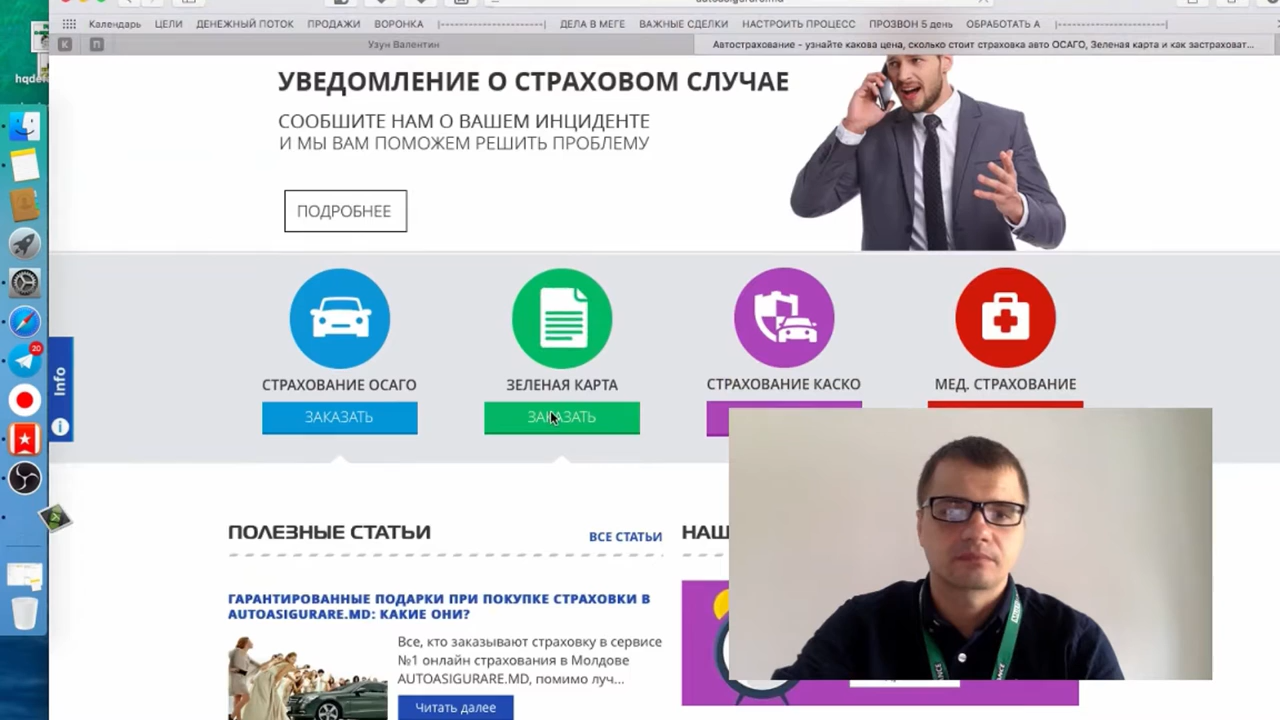 Календарь ЦЕЛИ ДЕНЕЖНЫЙ ПОТОК ПРОДАЖИ ВОРОНКА |--------------------| ДЕЛА В МЕГЕ ВАЖНЫЕ СДЕЛКИ НАСТРОИТЬ ПРОЦЕСС ПРОЗВОН 5 день ОБРАБОТАТЬ А |--------------------|
К П Узун Валентин Автострахование - узнайте какова цена, сколько стоит страховка авто ОСАГО, Зеленая карта и как застраховат...
УВЕДОМЛЕНИЕ О СТРАХОВОМ СЛУЧАЕ
СООБШИТЕ НАМ О ВАШЕМ ИНЦИДЕНТЕ
И МЫ ВАМ ПОМОЖЕМ РЕШИТЬ ПРОБЛЕМУ
ПОДРОБНЕЕ
20
Info
СТРАХОВАНИЕ ОСАГО ЗЕЛЕНАЯ КАРТА СТРАХОВАНИЕ КАСКО МЕД. СТРАХОВАНИЕ
ЗАКАЗАТЬ ЗАКАЗАТЬ
ПОЛЕЗНЫЕ СТАТЬИ ВСЕ СТАТЬИ
ГАРАНТИРОВАННЫЕ ПОДАРКИ ПРИ ПОКУПКЕ СТРАХОВКИ В
AUTOASIGURARE.MD: КАКИЕ ОНИ?
Все, кто заказывают страховку в сервисе
№1 онлайн страхования в Молдове
AUTOASIGURARE.MD, помимо луч...
Читать далее